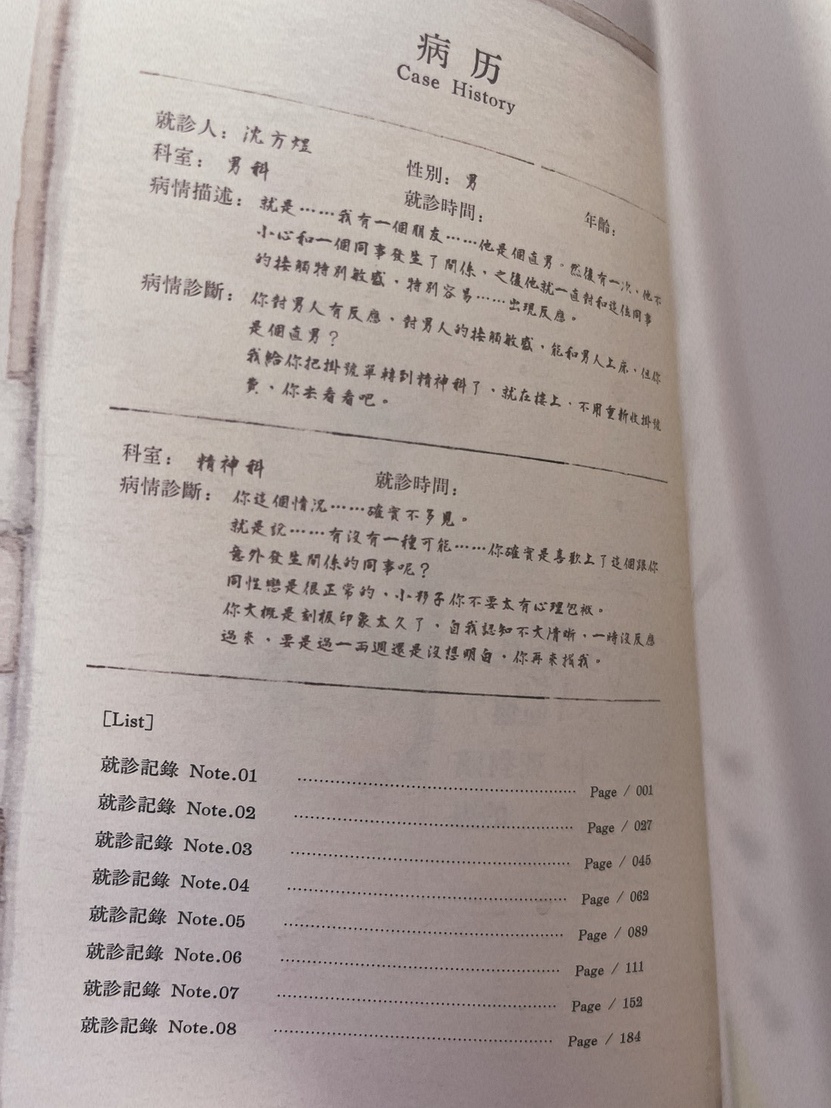 病历
Case History
就診人：沈方煜
性別：男
年齡：
科室：男科
就診時間：
病情描述：就是……我有一個朋友……他是個直男。然後有一次，他不
小心和一個同事發生了關係，之後他就一直對和這位同事
的接觸特別敏感，特別容易……出現反應。
病情診斷：你對男人有反應，對男人的接觸敏感，能和男人上床，但你
是個直男？
我給你把掛號單轉到精神科了，就在樓上，不用重新收掛號
費，你去看看吧。
科室：精神科
就診時間：
病情診斷：你這個情況……確實不多見。
就是說……有沒有一種可能……你確實是喜歡上了這個跟你
意外發生關係的同事呢？
同性戀是很正常的，小夥子你不要太有心理包袱。
你大概是刻板印象太久了，自我認知不大清晰，一時沒反應
過來，要是過一兩週還是沒想明白，你再來找我。
［List］
就診記錄 Note.01 Page / 001
就診記錄 Note.02 Page / 027
就診記錄 Note.03 Page / 045
就診記錄 Note.04 Page / 062
就診記錄 Note.05 Page / 089
就診記錄 Note.06 Page / 111
就診記錄 Note.07 Page / 152
就診記錄 Note.08 Page / 184